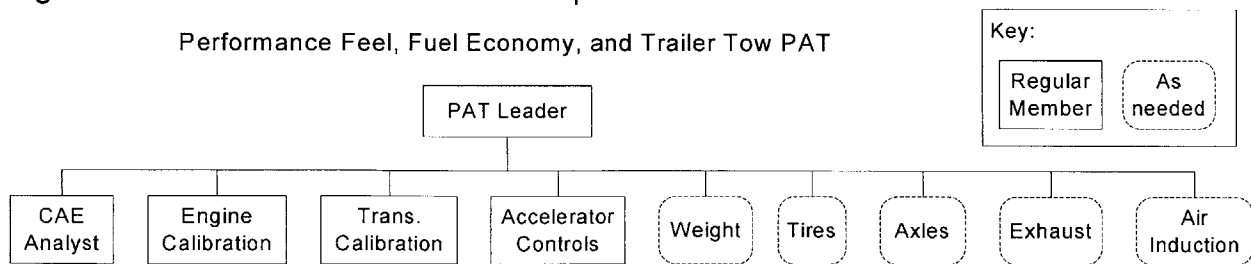 Performance Feel, Fuel Economy, and Trailer Tow PAT
Key:
Regular
Member
As
needed
PAT Leader
CAE
Analyst
Engine
Calibration
Trans.
Calibration
Accelerator
Controls
Weight
Tires
Axles
Exhaust
Air
Induction